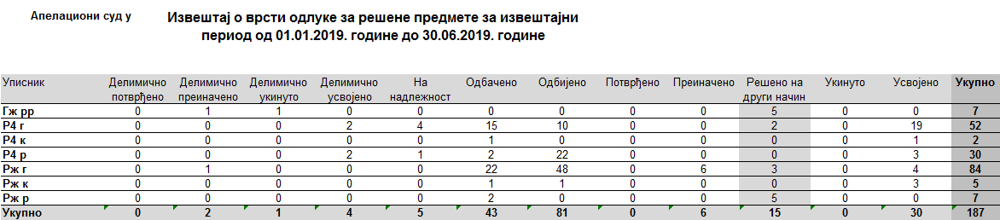 Апелациони суд у
Извештај о врсти одлуке за решене предмете за извештајни
период од 01.01.2019. године до 30.06.2019. године
Уписник Делимично потврђено Делимично преиначено Делимично укинуто Делимично усвојено На надлежност Одбачено Одбијено Потврђено Преиначено Решено на други начин Укинуто Усвојено Укупно
Гж рр 0 1 1 0 0 0 0 0 0 5 0 0 7
Р4 г 0 0 0 2 4 15 10 0 0 2 0 19 52
Р4 к 0 0 0 0 0 1 0 0 0 0 0 1 2
Р4 р 0 0 0 2 1 2 22 0 0 0 0 3 30
Рж г 0 1 0 0 0 22 48 0 6 3 0 4 84
Рж к 0 0 0 0 0 1 1 0 0 0 0 3 5
Рж р 0 0 0 0 0 2 0 0 0 5 0 0 7
Укупно 0 2 1 4 5 43 81 0 6 15 0 30 187